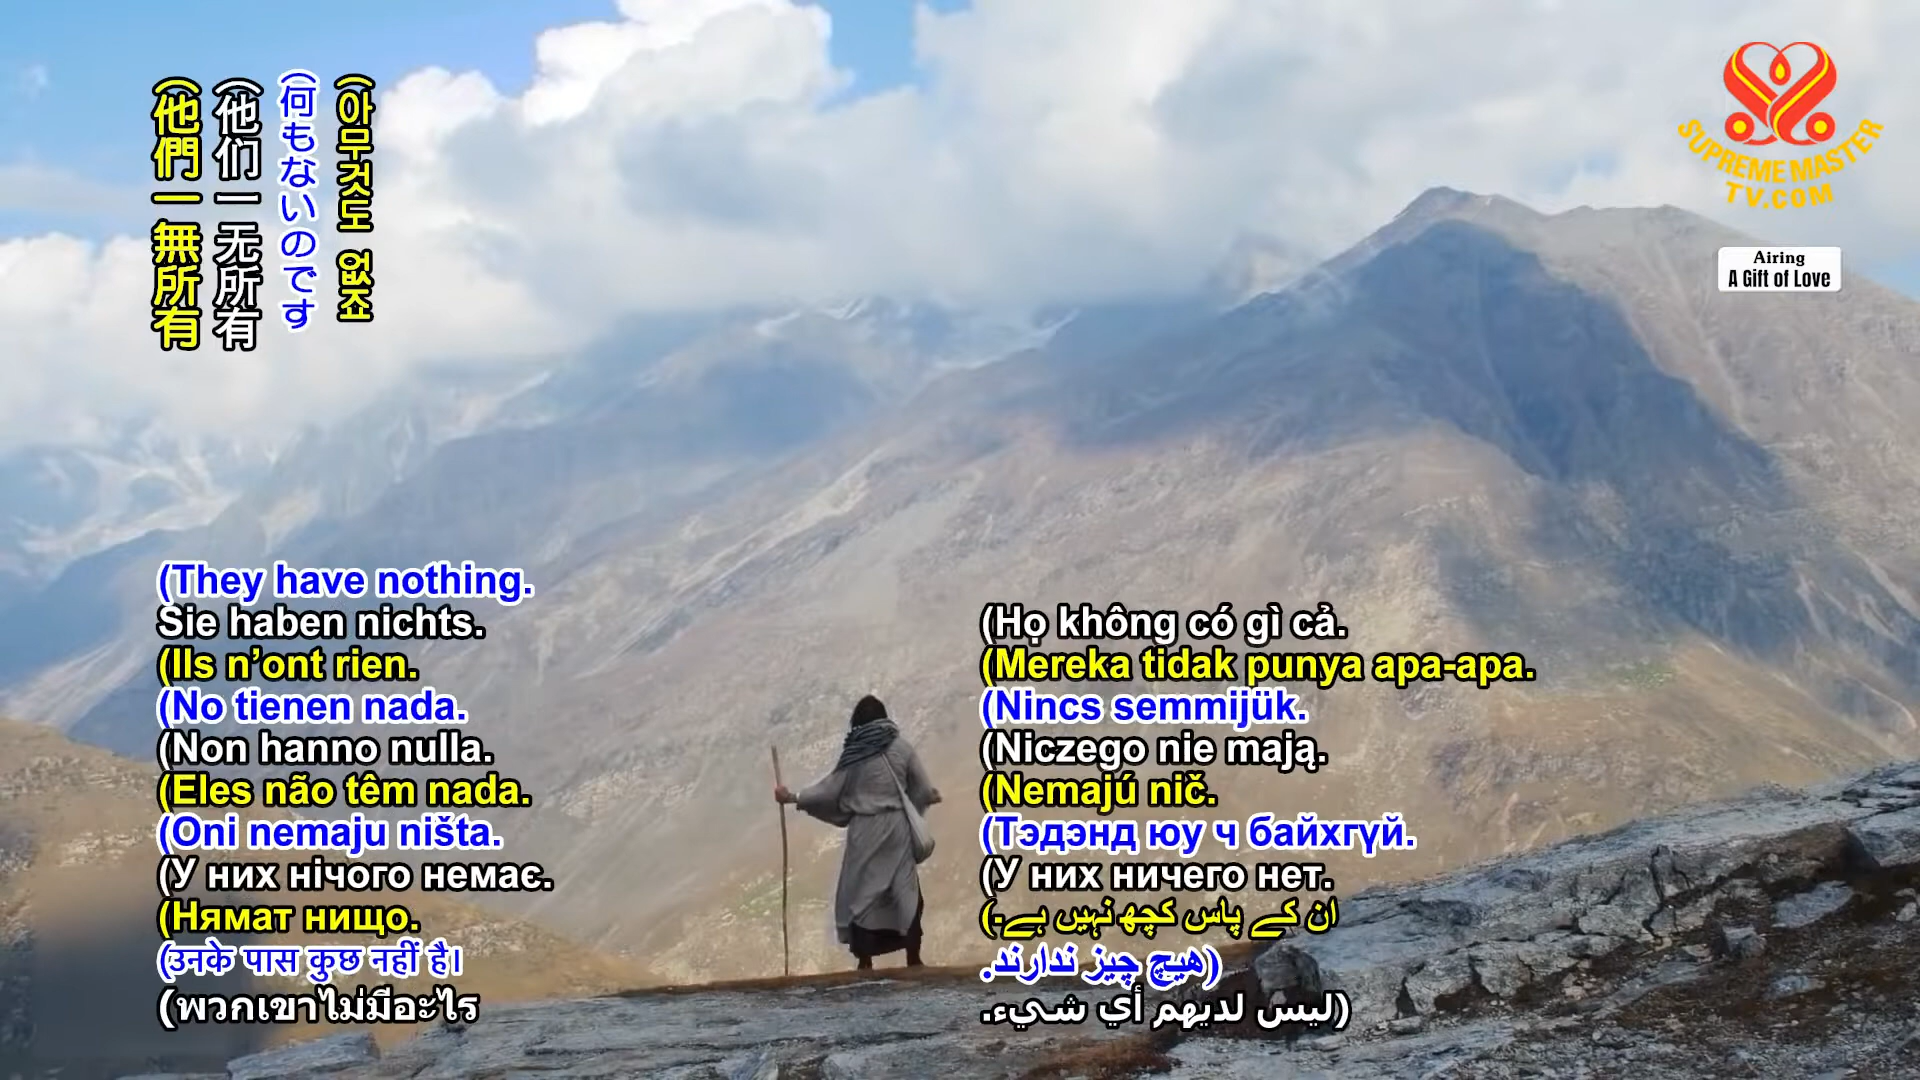 (他們一無所有
(他们一无所有
(何もないのです
(아무것도 없죠
SUPREME MASTER
TV.COM
Airing
A Gift of Love
(They have nothing.
Sie haben nichts.
(Ils n’ont rien.
(No tienen nada.
(Non hanno nulla.
(Eles não têm nada.
(Oni nemaju ništa.
(У них нічого немає.
(Нямат нищо.
(उनके पास कुछ नहीं है।
(พวกเขาไม่มีอะไร
(Họ không có gì cả.
(Mereka tidak punya apa-apa.
(Nincs semmijük.
(Niczego nie mają.
(Nemajú nič.
(Тэдэнд юу ч байхгүй.
(У них ничего нет.
ان کے پاس کچھ نہیں ہے۔)
(هیچ چیز ندارند.
(ليس لديهم أي شيء.